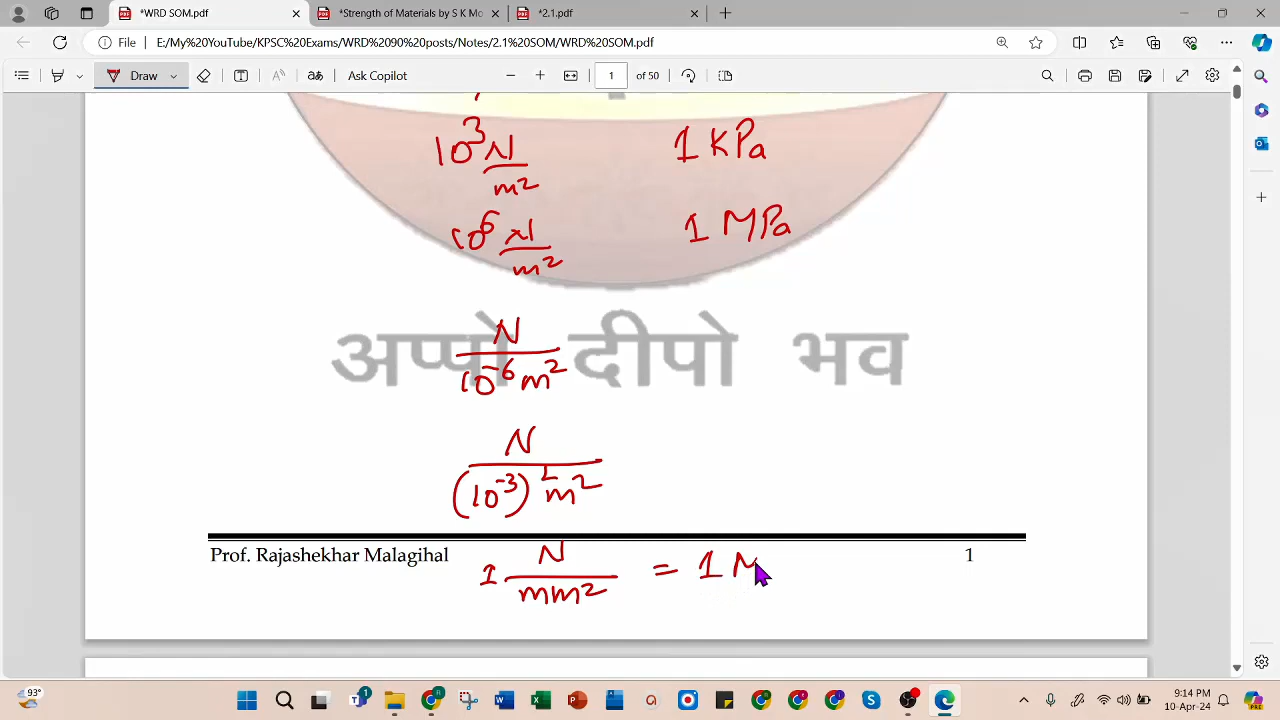 *WRD SOM.pdf
*Strength of Materials by S K Mo
*2.1.pdf
File
E:/My%20YouTube/KPSC%20Exams/WRD%2090%20posts/Notes/2.1%20SOM/WRD%20SOM.pdf
Draw
Ask Copilot
1 of 50
10³ N/m² 1 KPa
10⁶ N/m² 1 MPa
N/10⁻⁶ m²
अप्पो दीपो भव
N/(10⁻³)² m²
Prof. Rajashekhar Malagihal 1
1 N/mm² = 1 M
93°
9:14 PM
10-Apr-24